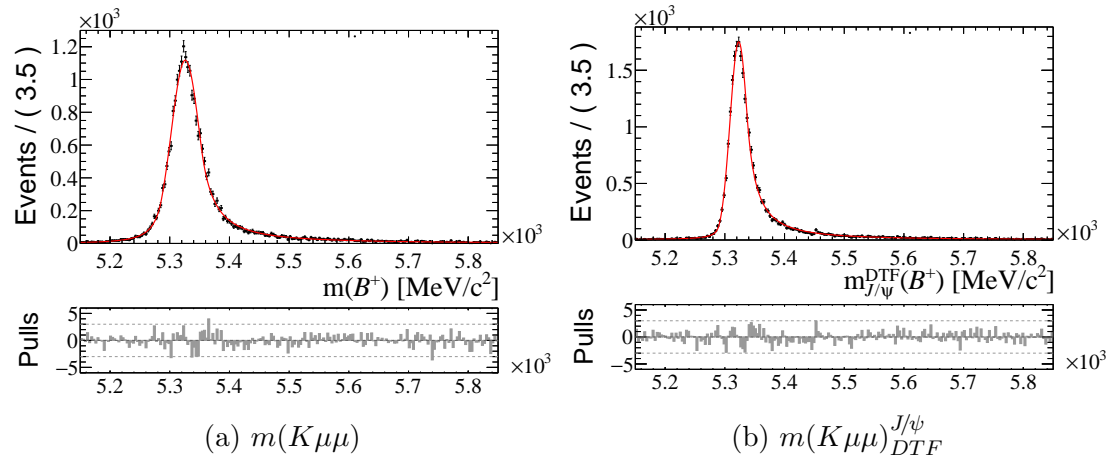 ×10³
Events / ( 3.5 )
1.2
1
0.8
0.6
0.4
0.2
0
5.2 5.3 5.4 5.5 5.6 5.7 5.8
×10³
m(B⁺) [MeV/c²]
Pulls
5
0
−5
5.2 5.3 5.4 5.5 5.6 5.7 5.8
×10³
(a) m(Kμμ)
×10³
Events / ( 3.5 )
1.5
1
0.5
0
5.2 5.3 5.4 5.5 5.6 5.7 5.8
×10³
m^{DTF}_{J/ψ}(B⁺) [MeV/c²]
Pulls
5
0
−5
5.2 5.3 5.4 5.5 5.6 5.7 5.8
×10³
(b) m(Kμμ)^{J/ψ}_{DTF}